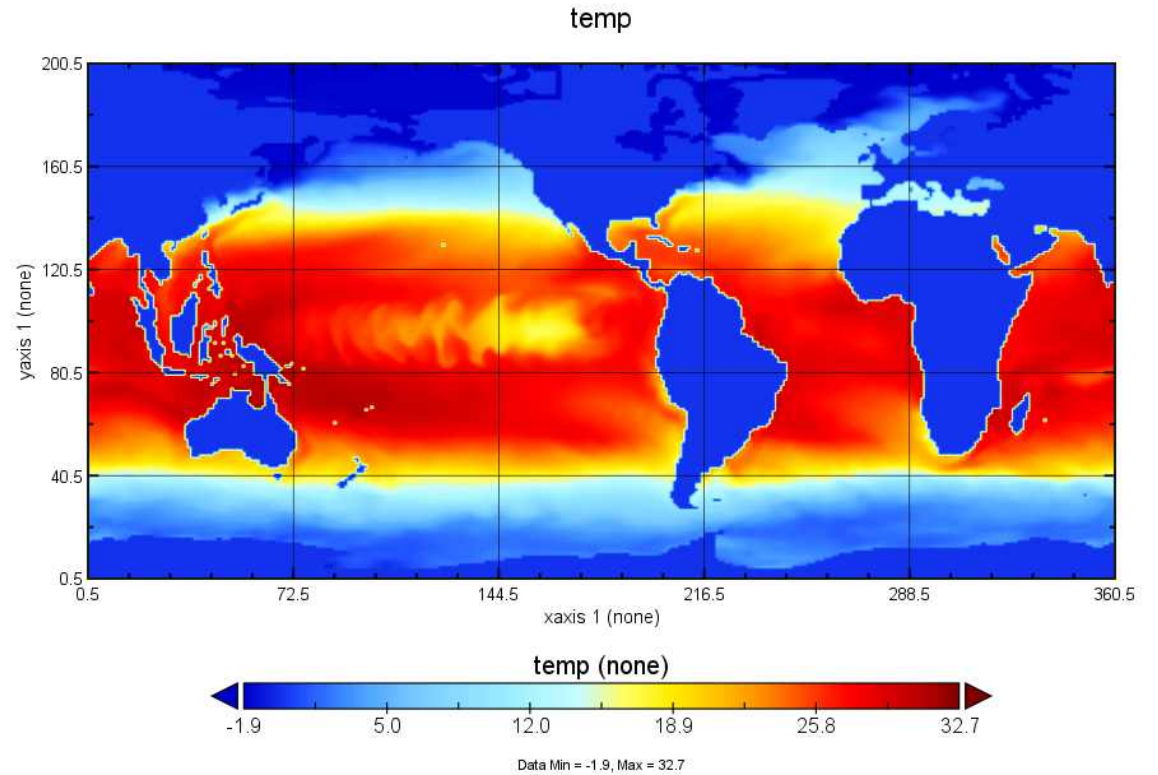 temp
200.5
160.5
120.5
80.5
40.5
0.5
yaxis 1 (none)
0.5 72.5 144.5 216.5 288.5 360.5
xaxis 1 (none)
temp (none)
-1.9 5.0 12.0 18.9 25.8 32.7
Data Min = -1.9, Max = 32.7